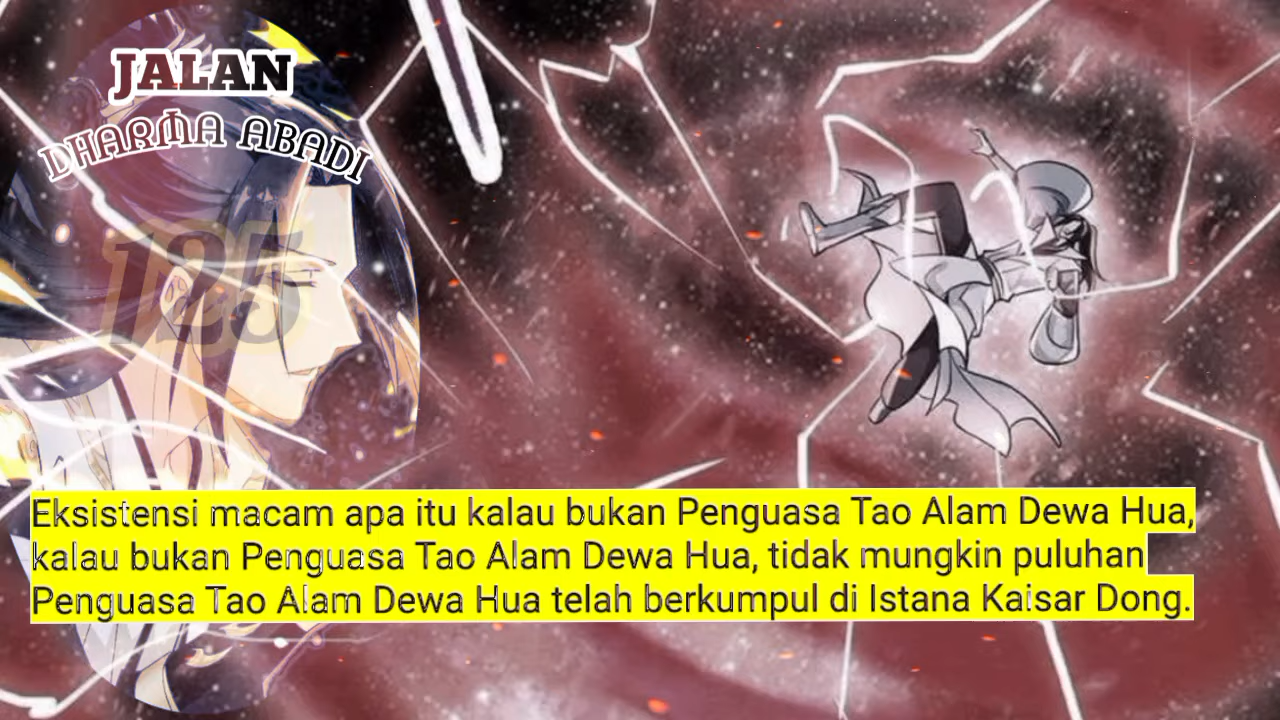 JALAN
DHARMA ABADI
125
Eksistensi macam apa itu kalau bukan Penguasa Tao Alam Dewa Hua,
kalau bukan Penguasa Tao Alam Dewa Hua, tidak mungkin puluhan
Penguasa Tao Alam Dewa Hua telah berkumpul di Istana Kaisar Dong.